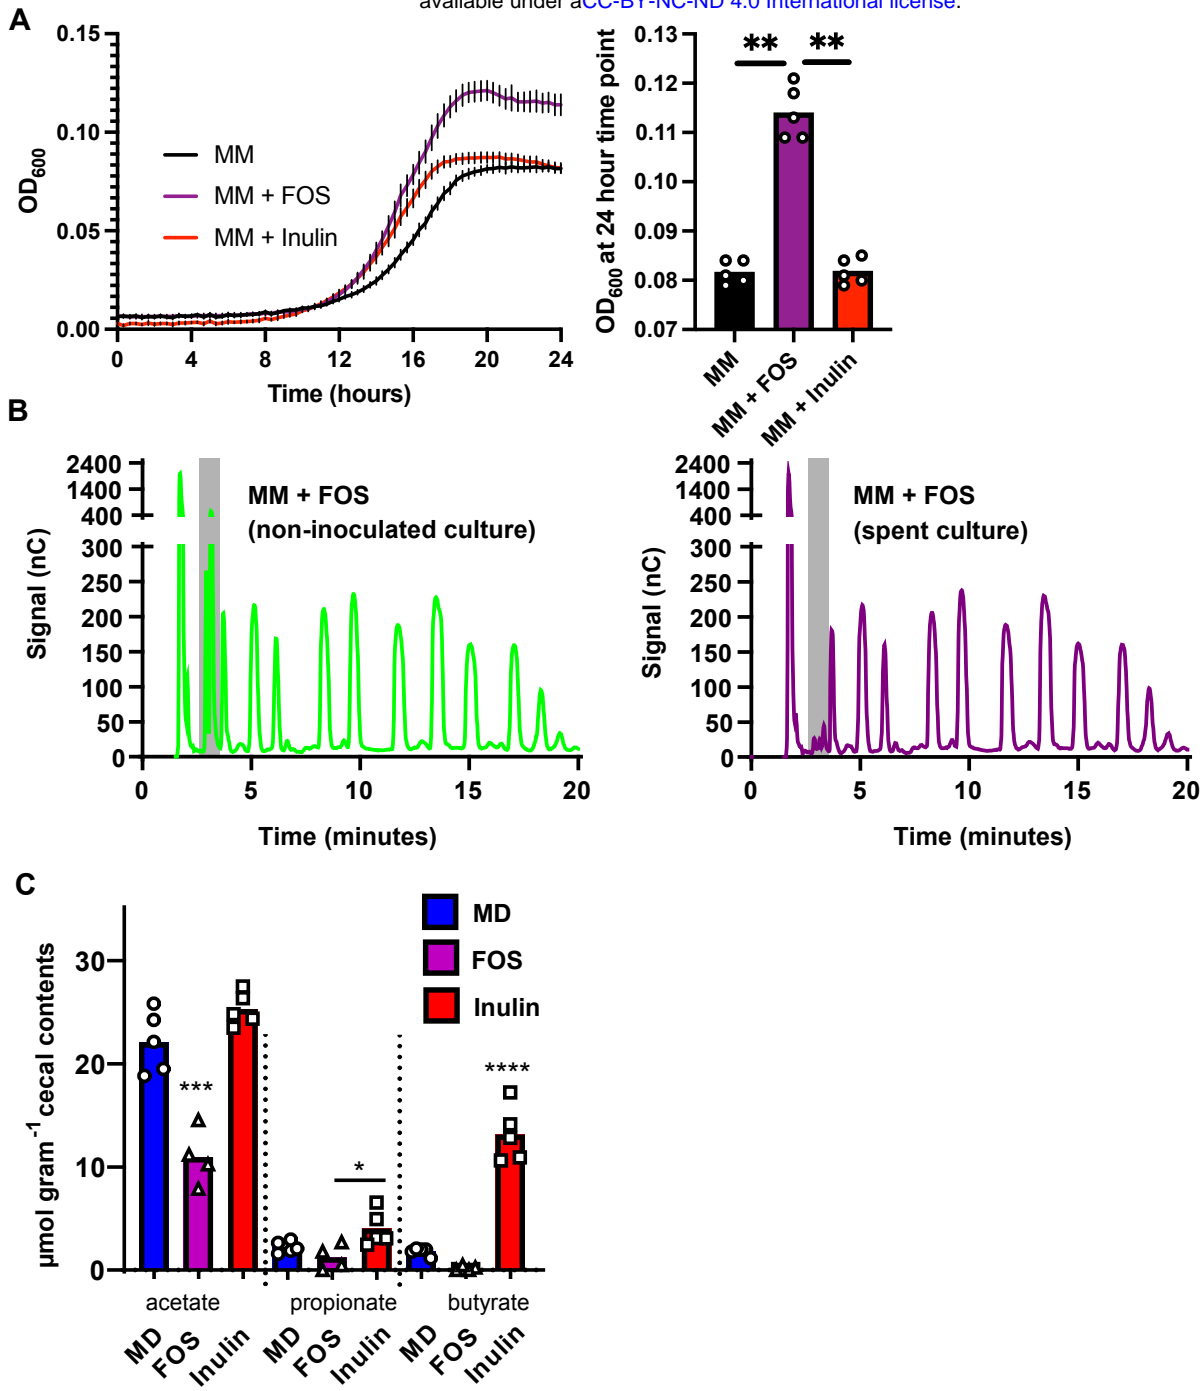 available under aCC-BY-NC-ND 4.0 International license.
A
0.15
0.10
0.05
0.00
OD600
MM
MM + FOS
MM + Inulin
0 4 8 12 16 20 24
Time (hours)
0.13
0.12
0.11
0.10
0.09
0.08
0.07
OD600 at 24 hour time point
** **
MM
MM + FOS
MM + Inulin
B
2400
1400
400
300
250
200
150
100
50
0
Signal (nC)
MM + FOS
(non-inoculated culture)
0 5 10 15 20
Time (minutes)
2400
1400
400
300
250
200
150
100
50
0
Signal (nC)
MM + FOS
(spent culture)
0 5 10 15 20
Time (minutes)
C
MD
FOS
Inulin
30
20
10
0
µmol gram-1 cecal contents
***
*
****
acetate propionate butyrate
MD FOS Inulin MD FOS Inulin MD FOS Inulin